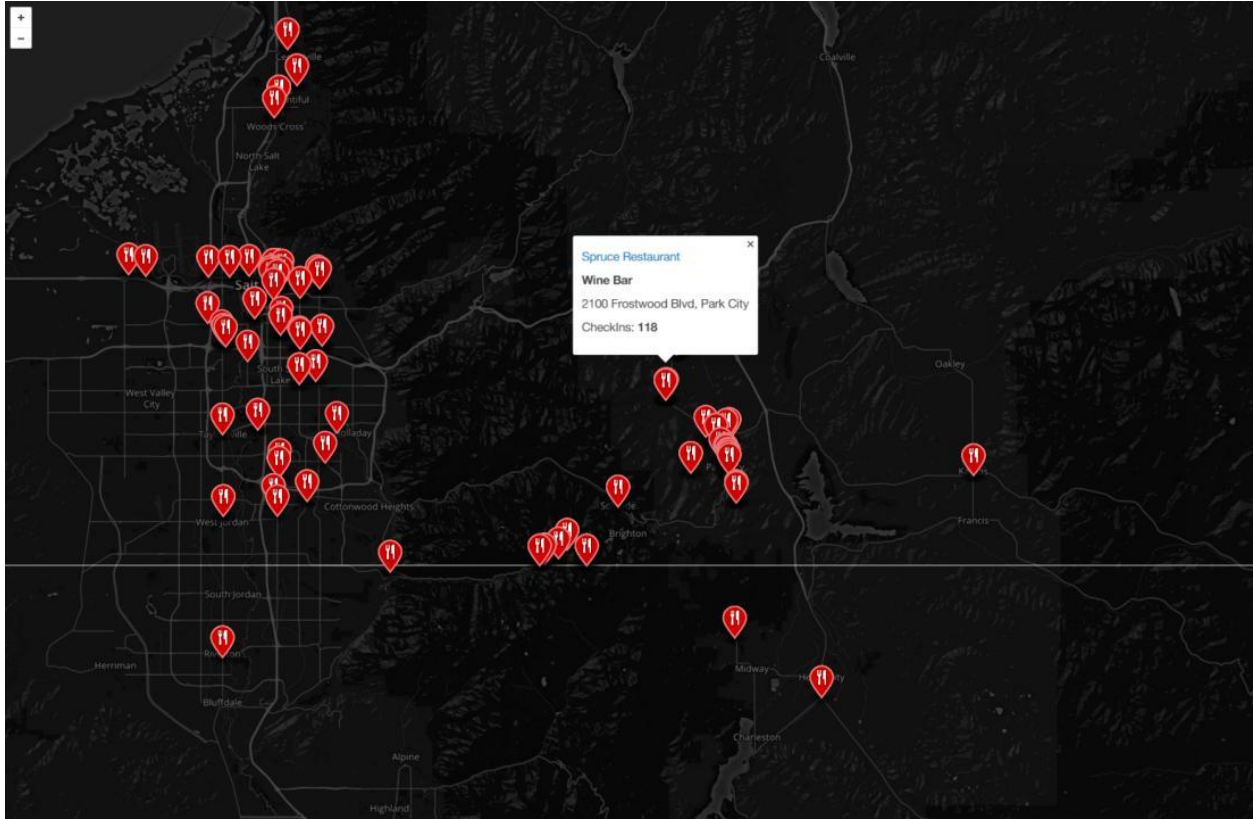 +
−
Coalville
Woods Cross
North Salt
Lake
×
Spruce Restaurant
Wine Bar
2100 Frostwood Blvd, Park City
CheckIns: 118
Oakley
West Valley
City
Lake
Cottonwood Heights
West Jordan
Francis
Brighton
South Jordan
Herriman
Midway
Bluffdale
Charleston
Alpine
Highland